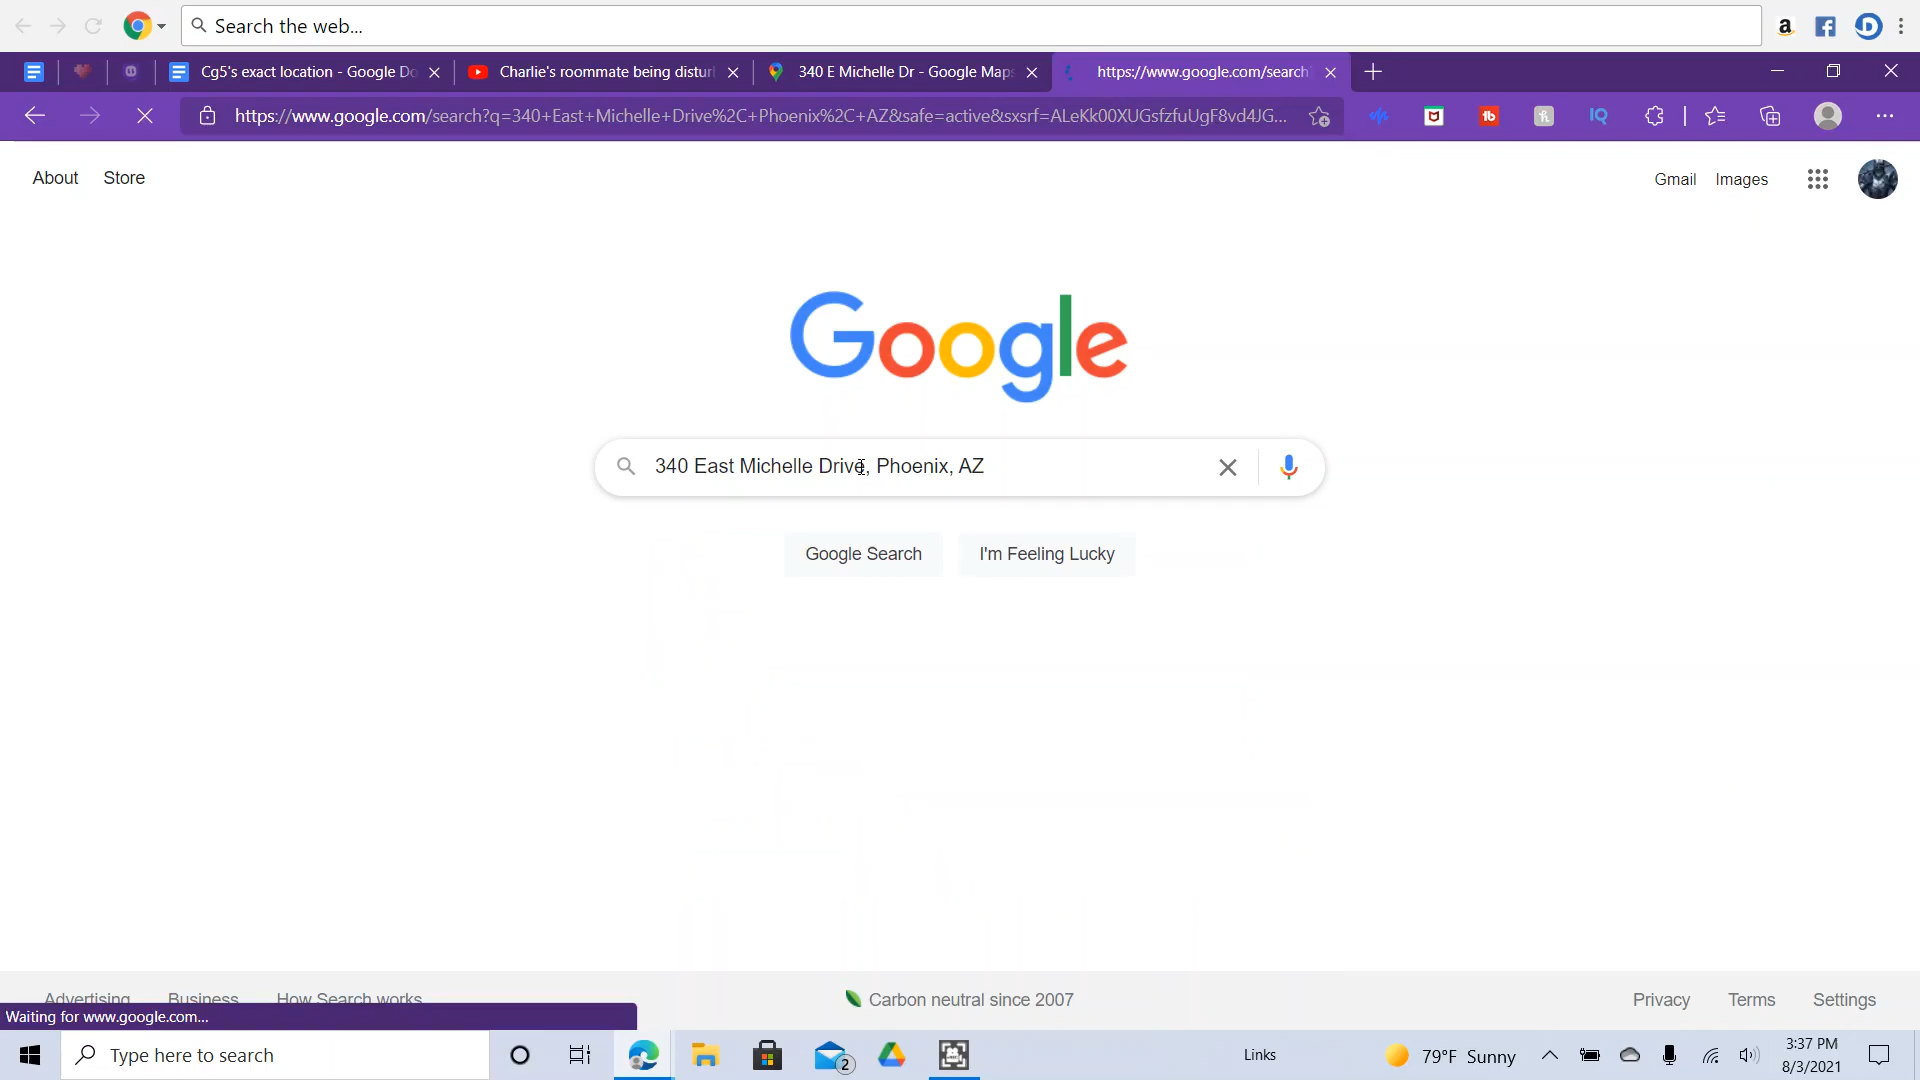 Search the web...
Cg5's exact location - Google Do
Charlie's roommate being distur
340 E Michelle Dr - Google Maps
https://www.google.com/search?
https://www.google.com/search?q=340+East+Michelle+Drive%2C+Phoenix%2C+AZ&safe=active&sxsrf=ALeKk00XUGsfzfuUgF8vd4JG...
About Store
Gmail Images
Google
340 East Michelle Drive, Phoenix, AZ
Google Search I'm Feeling Lucky
Advertising Business How Search works
Carbon neutral since 2007
Privacy Terms Settings
Waiting for www.google.com...
Type here to search
2
Links
79°F Sunny
3:37 PM
8/3/2021